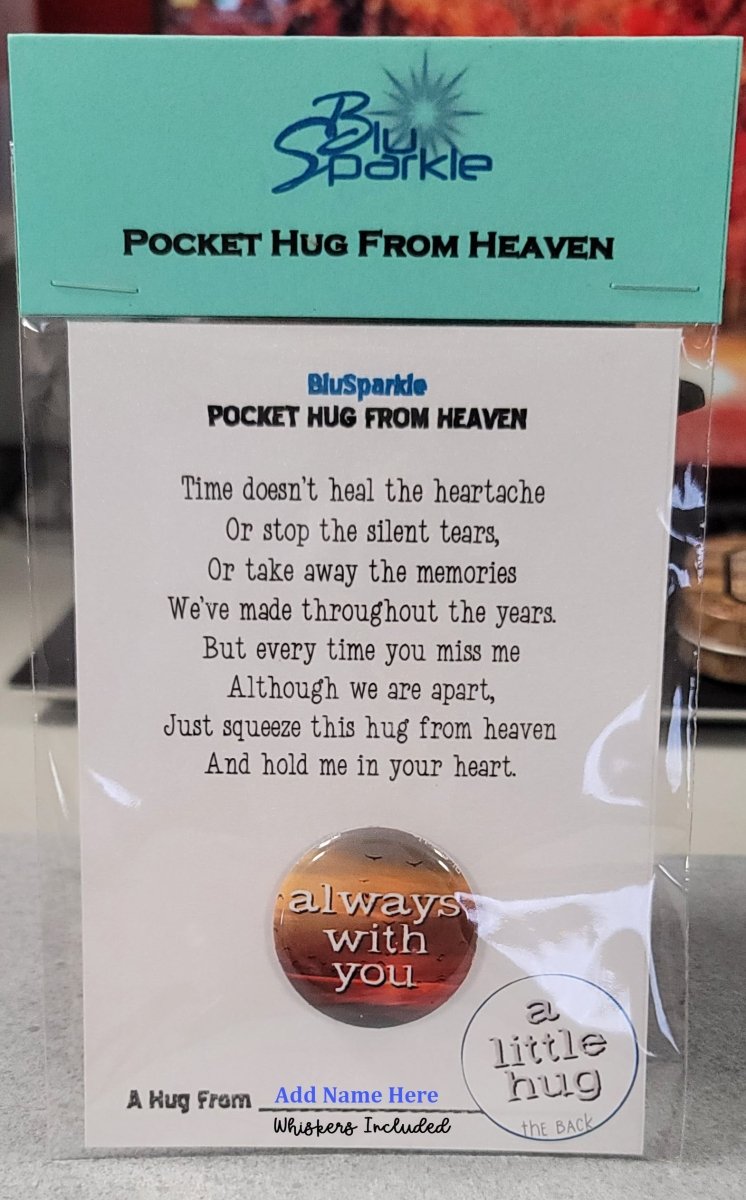 Blu
Sparkle
Pocket Hug From Heaven
BluSparkle
POCKET HUG FROM HEAVEN
Time doesn't heal the heartache
Or stop the silent tears,
Or take away the memories
We've made throughout the years.
But every time you miss me
Although we are apart,
Just squeeze this hug from heaven
And hold me in your heart.
always
with
you
a
little
hug
THE BACK
A Hug From Add Name Here
Whiskers Included